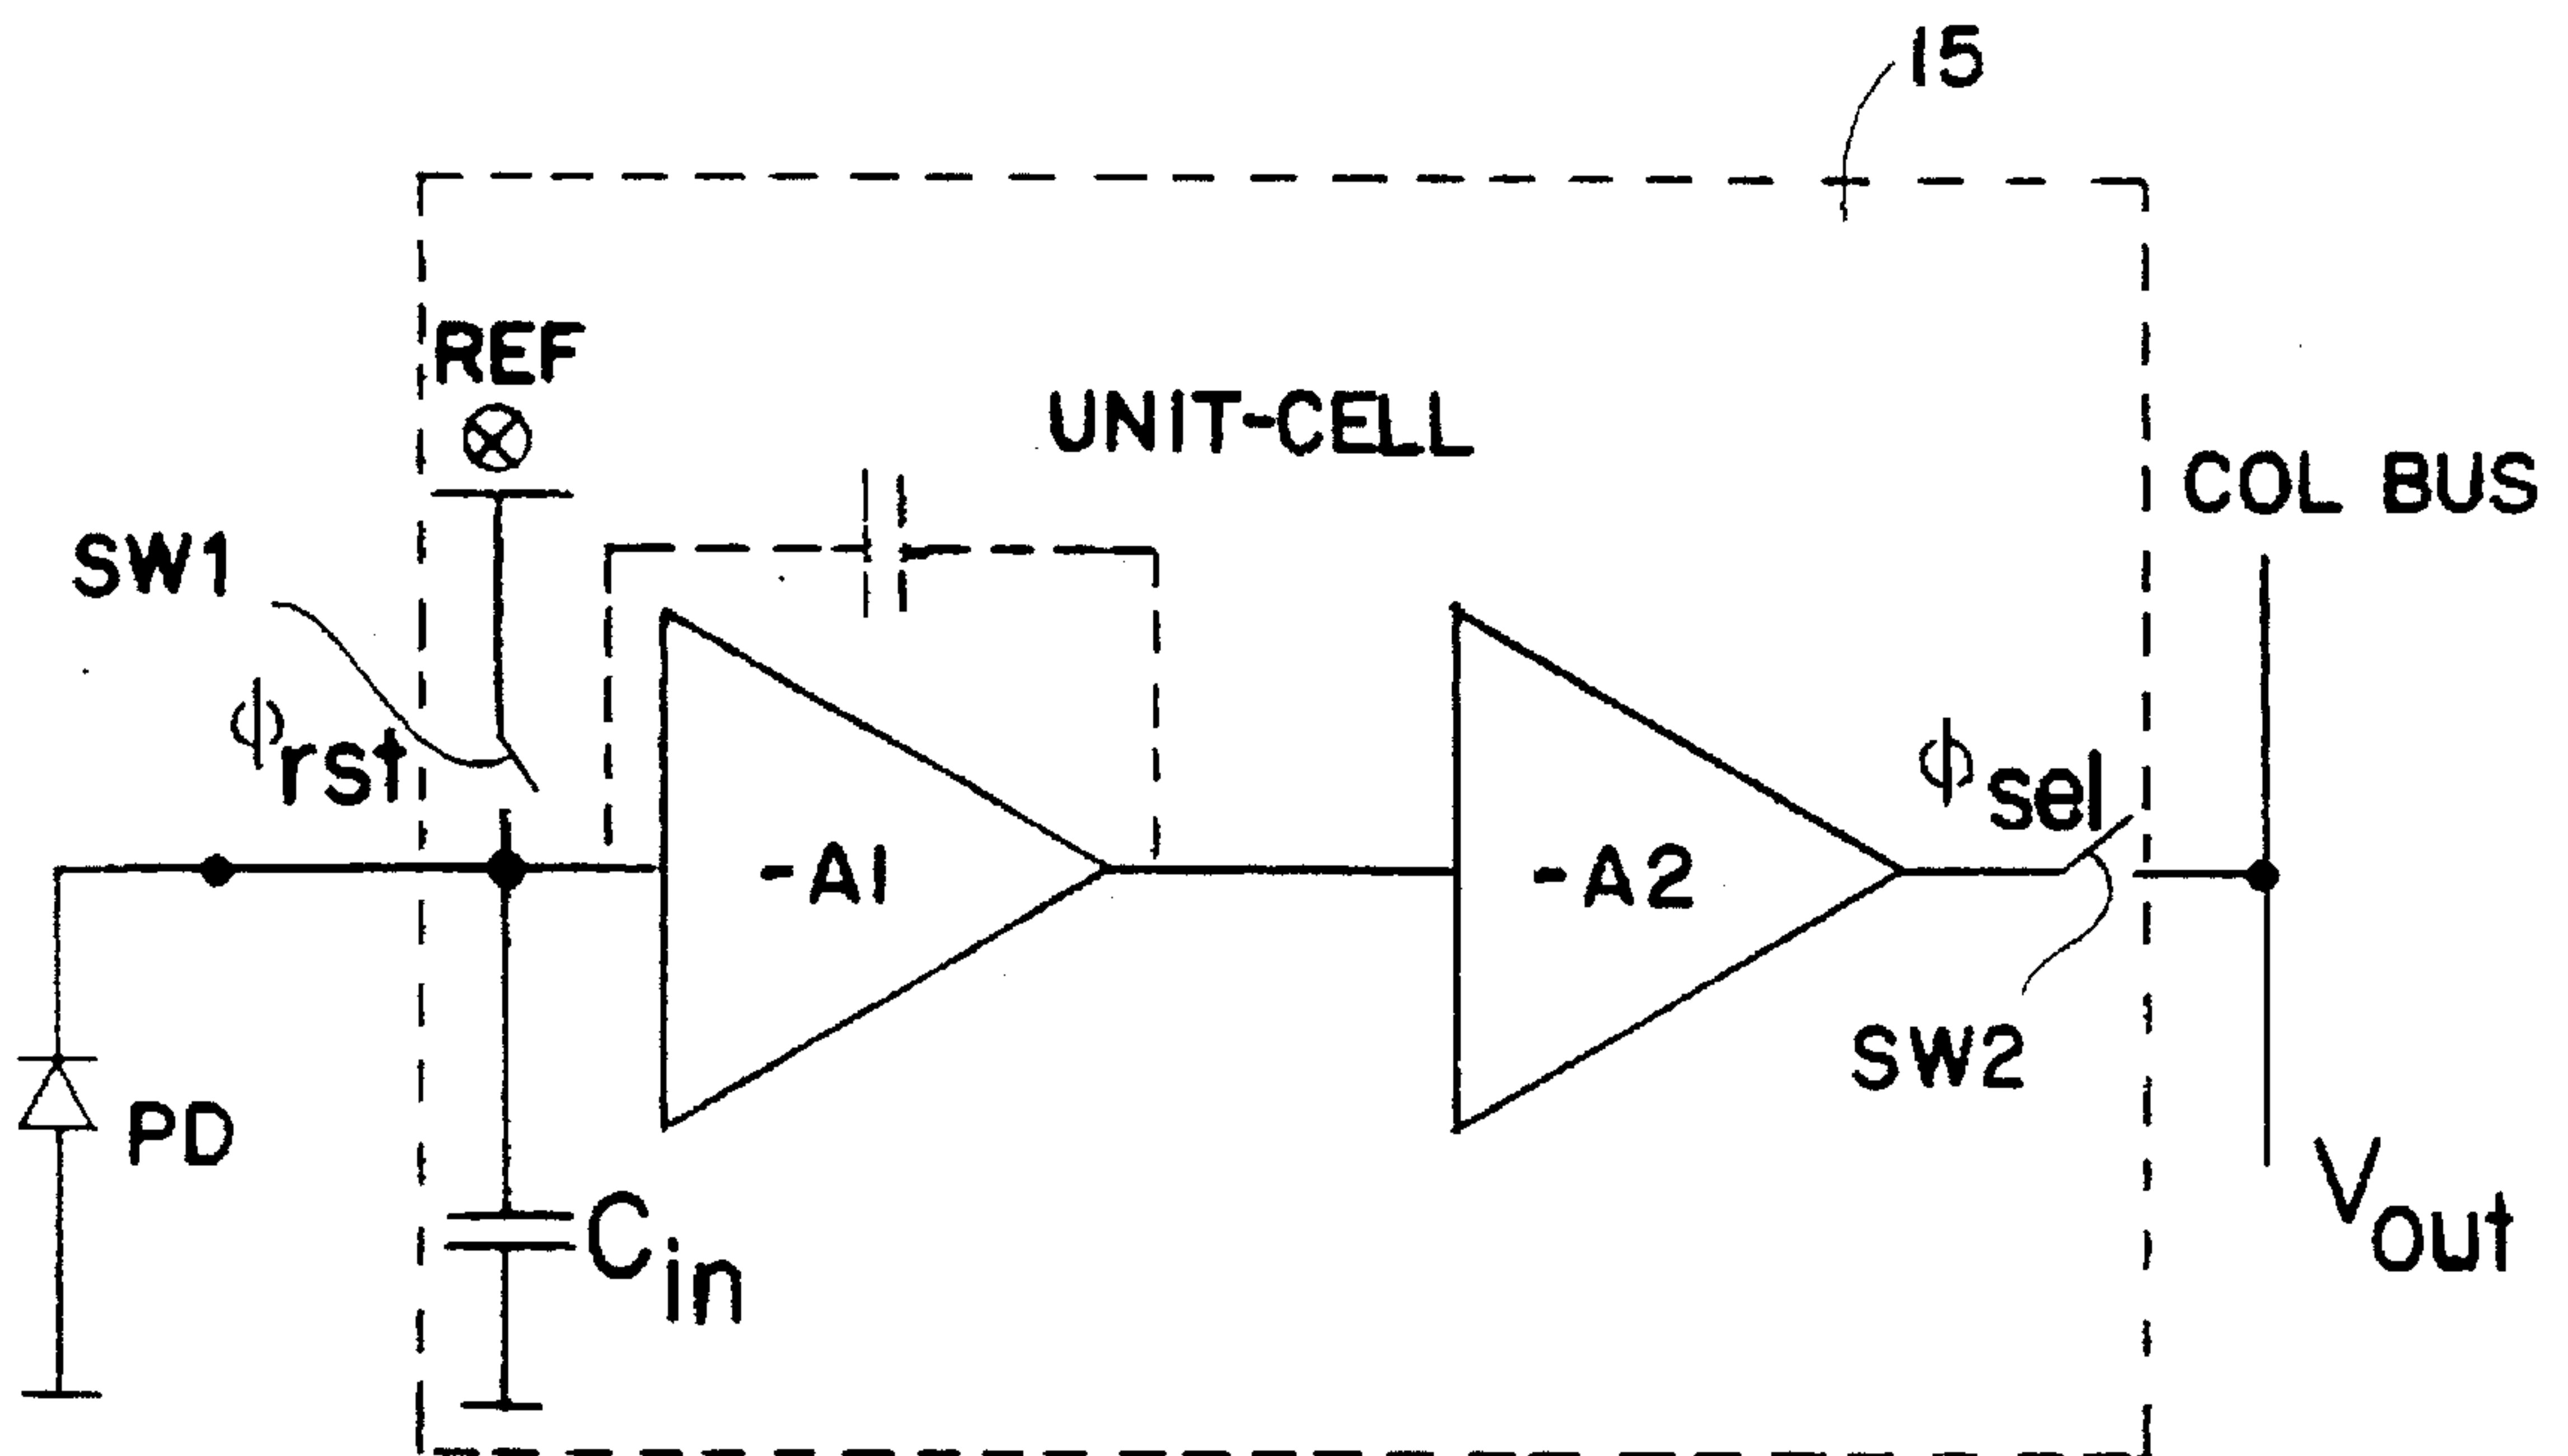 15
REF
UNIT-CELL
COL BUS
SW1
ϕrst
ϕsel
-A1
-A2
SW2
PD
Cin
Vout